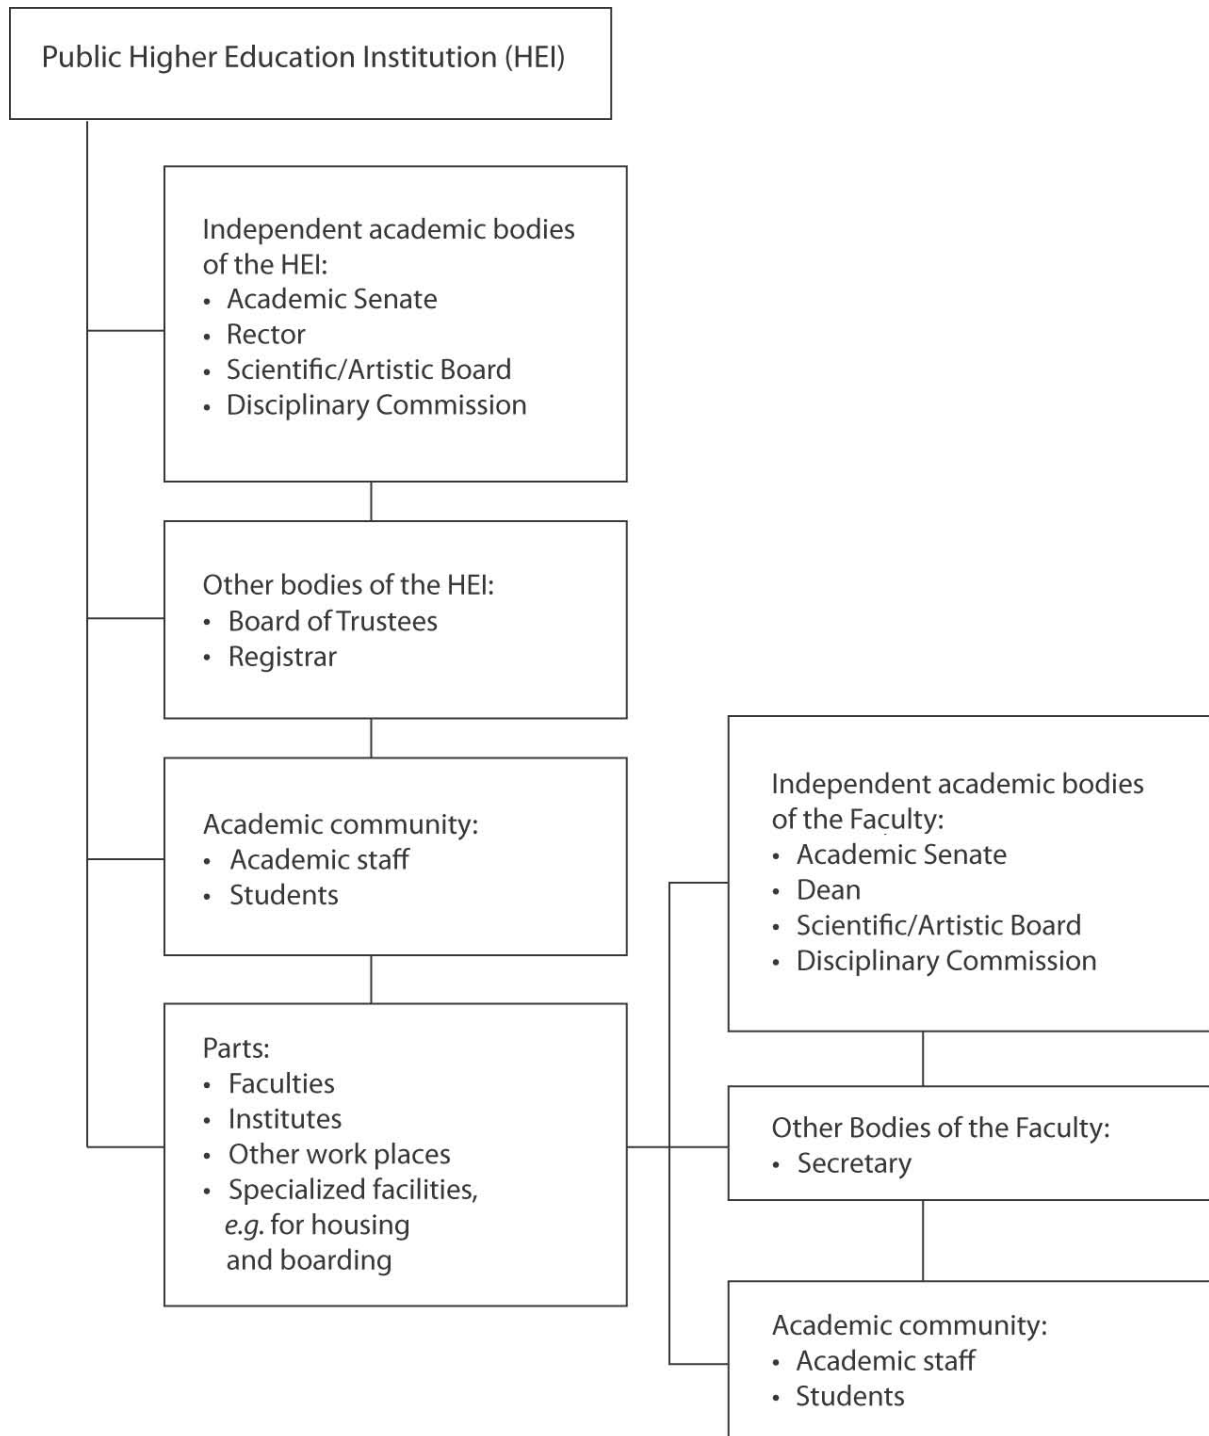 Public Higher Education Institution (HEI)
Independent academic bodies
of the HEI:
• Academic Senate
• Rector
• Scientific/Artistic Board
• Disciplinary Commission
Other bodies of the HEI:
• Board of Trustees
• Registrar
Academic community:
• Academic staff
• Students
Parts:
• Faculties
• Institutes
• Other work places
• Specialized facilities,
e.g. for housing
and boarding
Independent academic bodies
of the Faculty:
• Academic Senate
• Dean
• Scientific/Artistic Board
• Disciplinary Commission
Other Bodies of the Faculty:
• Secretary
Academic community:
• Academic staff
• Students